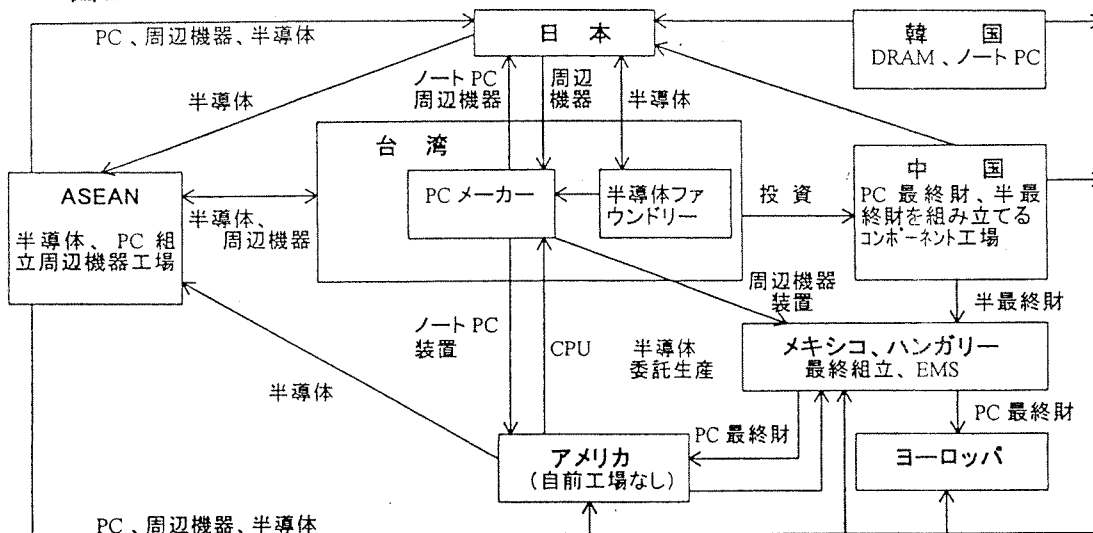 日本
韓国
DRAM、ノートPC
PC、周辺機器、半導体
半導体
ノートPC
周辺機器
周辺
機器
半導体
台湾
PCメーカー
半導体ファ
ウンドリー
投資
中国
PC最終財、半最
終財を組み立てる
コンポーネント工場
ASEAN
半導体、PC組
立周辺機器工場
半導体、
周辺機器
周辺機器
装置
半最終財
ノートPC
装置
CPU
半導体
委託生産
メキシコ、ハンガリー
最終組立、EMS
半導体
PC最終財
PC最終財
アメリカ
(自前工場なし)
ヨーロッパ
PC、周辺機器、半導体